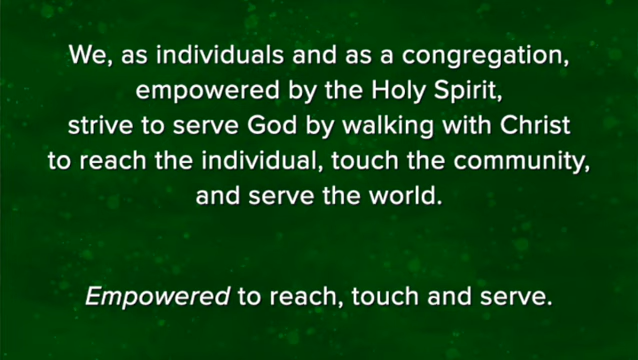 We, as individuals and as a congregation,
empowered by the Holy Spirit,
strive to serve God by walking with Christ
to reach the individual, touch the community,
and serve the world.
Empowered to reach, touch and serve.